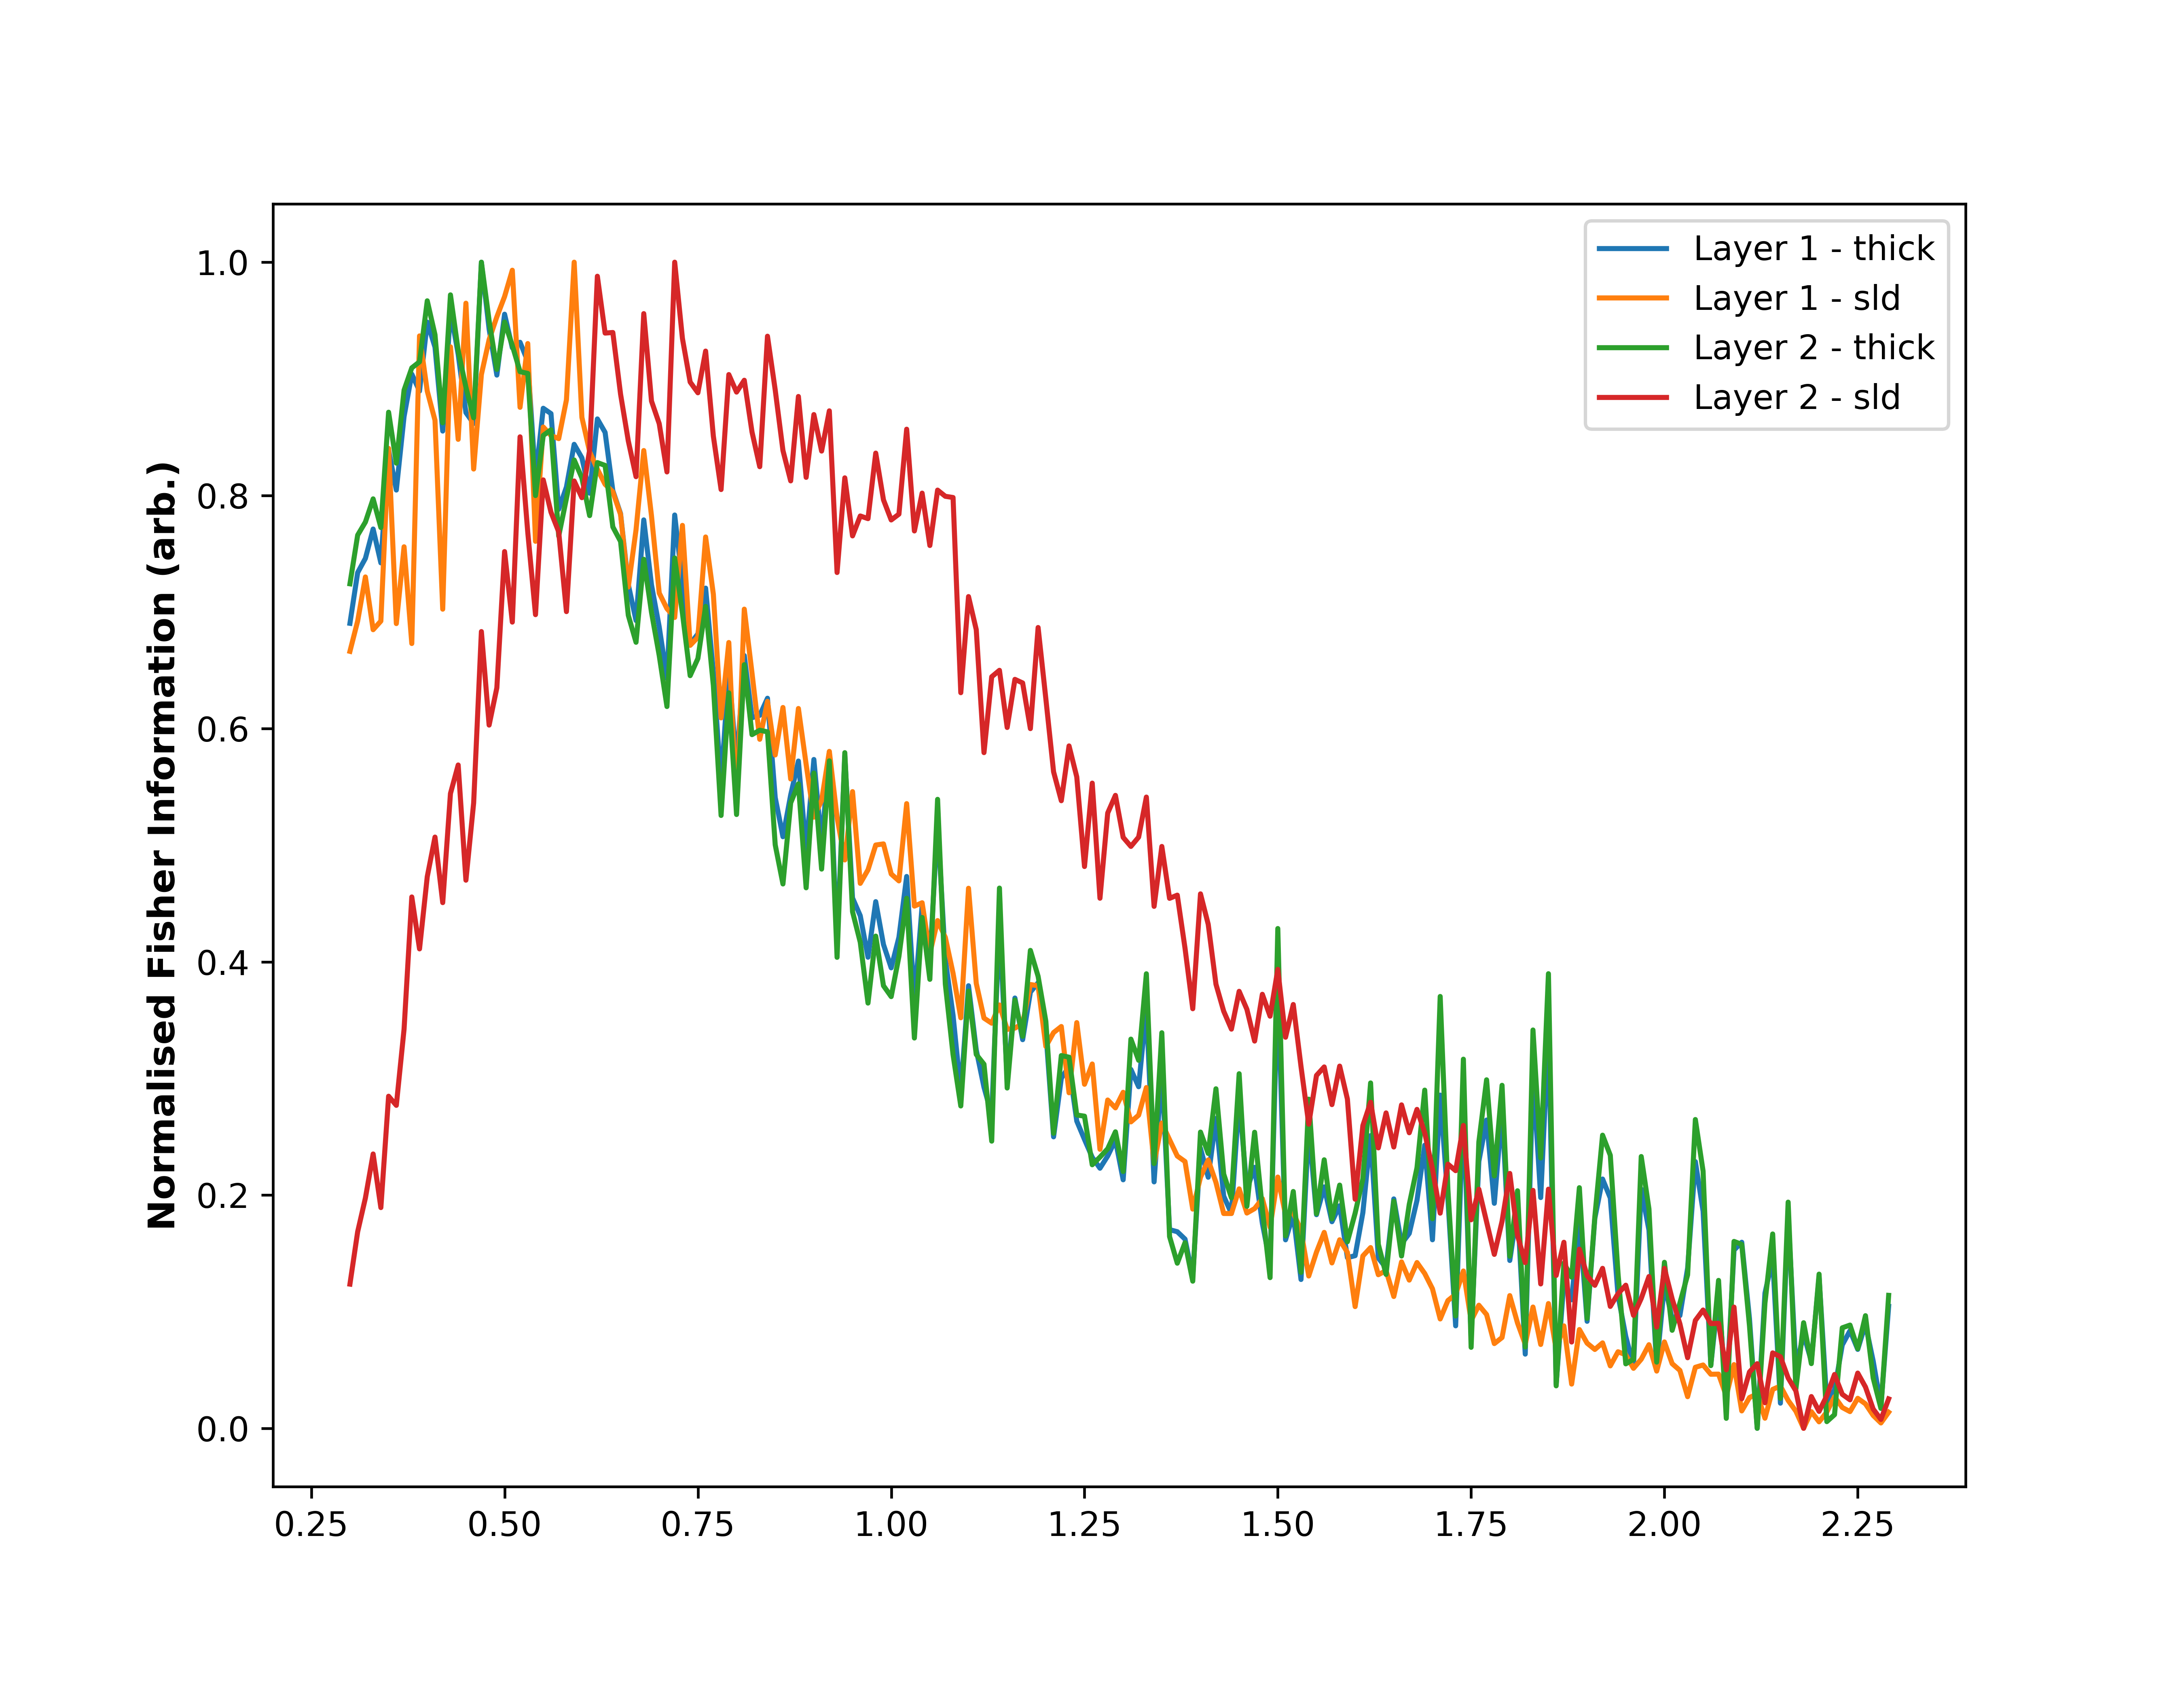 Normalised Fisher Information (arb.)
1.0
0.8
0.6
0.4
0.2
0.0
Layer 1 - thick
Layer 1 - sld
Layer 2 - thick
Layer 2 - sld
0.25 0.50 0.75 1.00 1.25 1.50 1.75 2.00 2.25